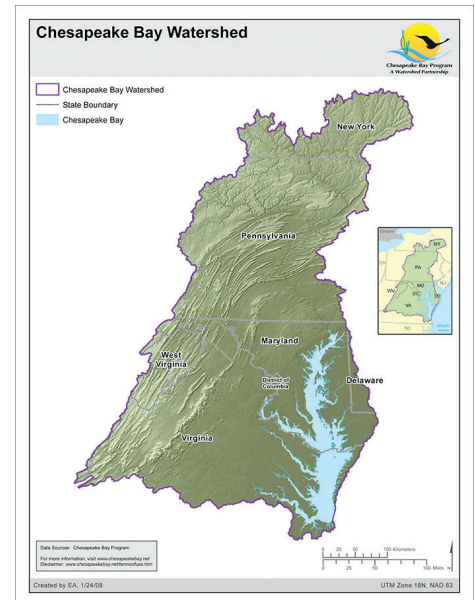 Chesapeake Bay Watershed
Chesapeake Bay Program
A Watershed Partnership
Chesapeake Bay Watershed
State Boundary
Chesapeake Bay
New York
Pennsylvania
NY
PA
NJ
OH
MD
WV
DC
DE
VA
NC
Maryland
West
Virginia
District of
Columbia
Delaware
Virginia
Data Sources: Chesapeake Bay Program
For more information, visit www.chesapeakebay.net
Disclaimer: www.chesapeakebay.net/termsofuse.htm
0 25 50 100 Kilometers
0 25 50 100 Miles
N
Created by EA, 1/24/08
UTM Zone 18N, NAD 83